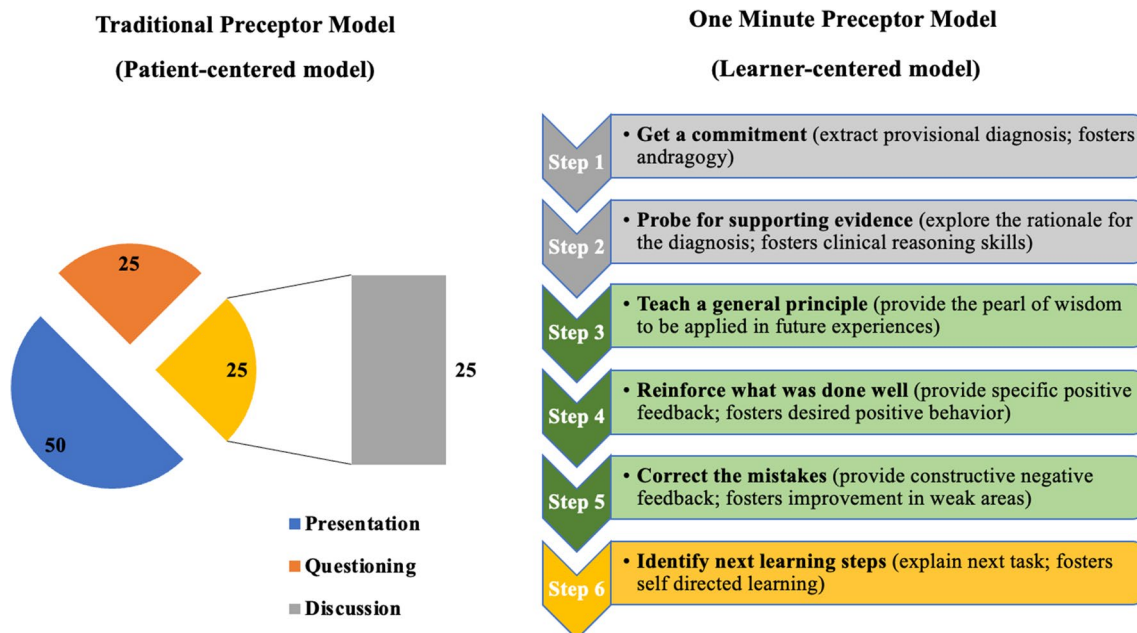 Traditional Preceptor Model
(Patient-centered model)
25
25
25
50
Presentation
Questioning
Discussion
One Minute Preceptor Model
(Learner-centered model)
Step 1
• Get a commitment (extract provisional diagnosis; fosters
andragogy)
Step 2
• Probe for supporting evidence (explore the rationale for
the diagnosis; fosters clinical reasoning skills)
Step 3
• Teach a general principle (provide the pearl of wisdom
to be applied in future experiences)
Step 4
• Reinforce what was done well (provide specific positive
feedback; fosters desired positive behavior)
Step 5
• Correct the mistakes (provide constructive negative
feedback; fosters improvement in weak areas)
Step 6
• Identify next learning steps (explain next task; fosters
self directed learning)